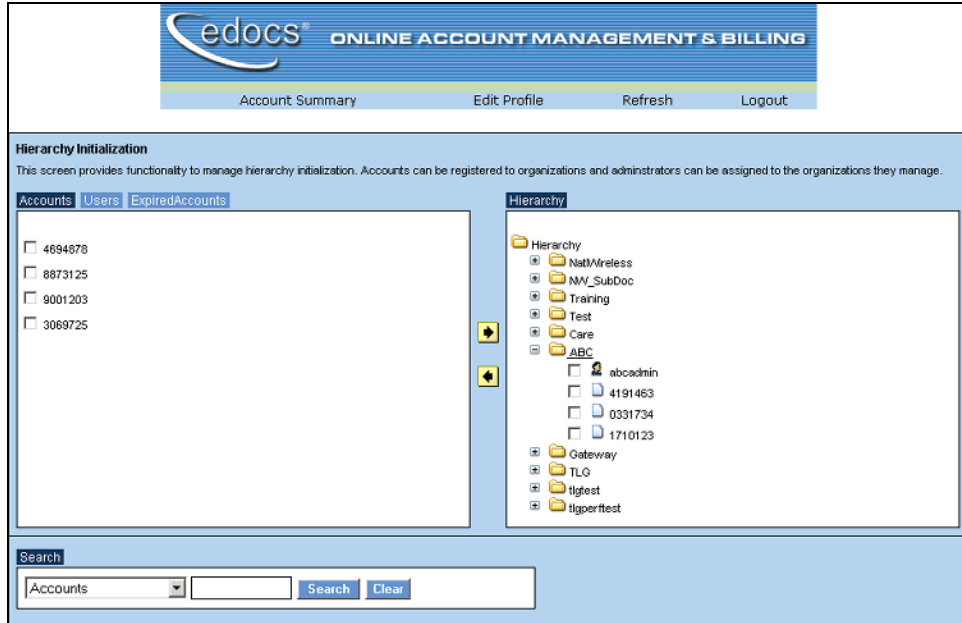 edocs® ONLINE ACCOUNT MANAGEMENT & BILLING
Account Summary Edit Profile Refresh Logout
Hierarchy Initialization
This screen provides functionality to manage hierarchy initialization. Accounts can be registered to organizations and adminstrators can be assigned to the organizations they manage.
Accounts Users ExpiredAccounts
4694878
8873125
9001203
3069725
Hierarchy
Hierarchy
NatlWireless
NW_SubDoc
Training
Test
Care
ABC
abcadmin
4191463
0331734
1710123
Gateway
TLG
tlgtest
tlgperftest
Search
Accounts Search Clear